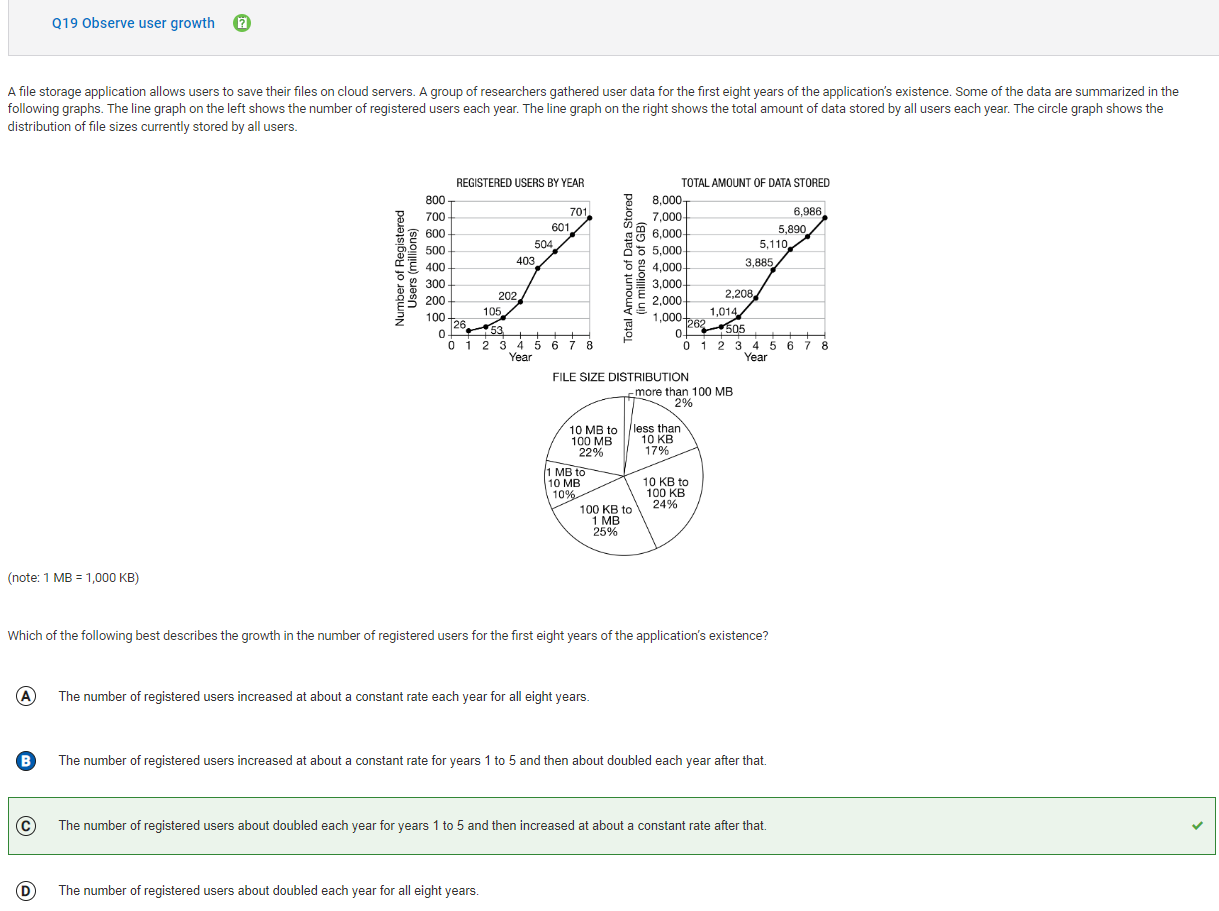 Q19 Observe user growth
A file storage application allows users to save their files on cloud servers. A group of researchers gathered user data for the first eight years of the application's existence. Some of the data are summarized in the
following graphs. The line graph on the left shows the number of registered users each year. The line graph on the right shows the total amount of data stored by all users each year. The circle graph shows the
distribution of file sizes currently stored by all users.
REGISTERED USERS BY YEAR
Number of Registered
Users (millions)
800
700
600
500
400
300
200
100
0
26
53
105
202
403
504
601
701
0 1 2 3 4 5 6 7 8
Year
TOTAL AMOUNT OF DATA STORED
Total Amount of Data Stored
(in millions of GB)
8,000
7,000
6,000
5,000
4,000
3,000
2,000
1,000
0
262
505
1,014
2,208
3,885
5,110
5,890
6,986
0 1 2 3 4 5 6 7 8
Year
FILE SIZE DISTRIBUTION
more than 100 MB
2%
less than
10 KB
17%
10 KB to
100 KB
24%
100 KB to
1 MB
25%
1 MB to
10 MB
10%
10 MB to
100 MB
22%
(note: 1 MB = 1,000 KB)
Which of the following best describes the growth in the number of registered users for the first eight years of the application's existence?
A The number of registered users increased at about a constant rate each year for all eight years.
B The number of registered users increased at about a constant rate for years 1 to 5 and then about doubled each year after that.
C The number of registered users about doubled each year for years 1 to 5 and then increased at about a constant rate after that.
D The number of registered users about doubled each year for all eight years.